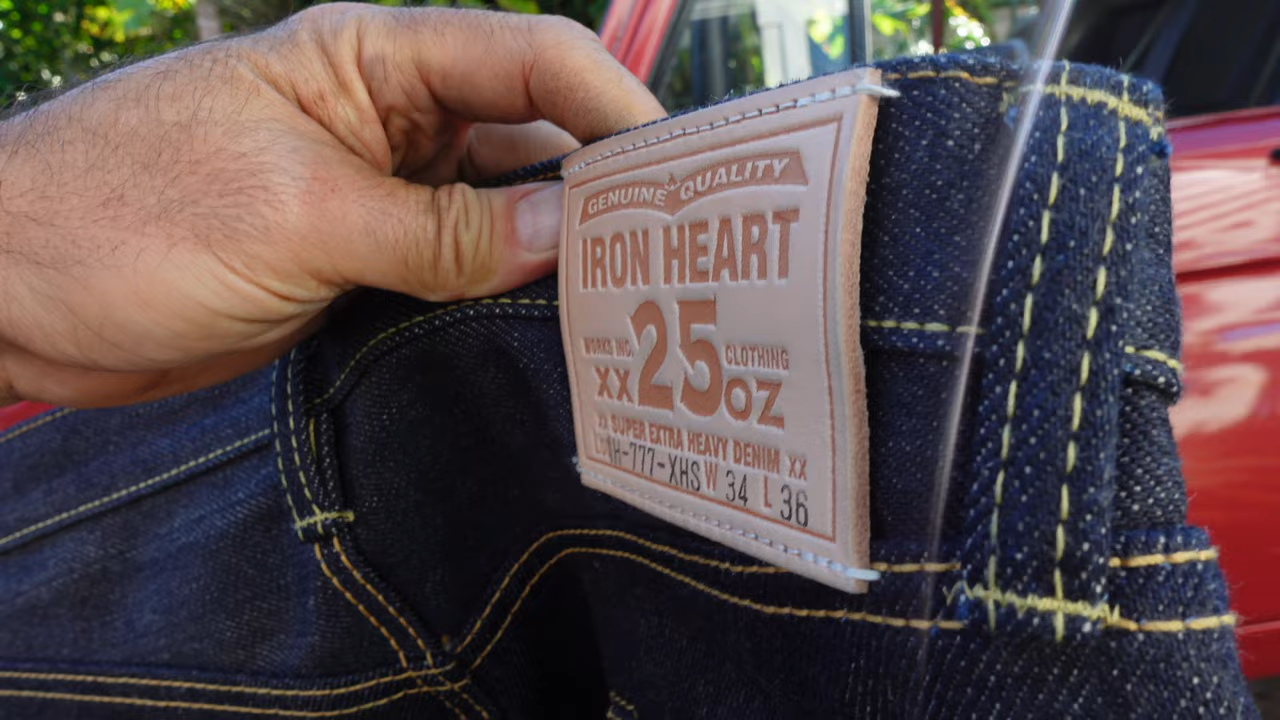 GENUINE QUALITY
IRON HEART
WORKS INC. 25 CLOTHING
XX OZ
XX SUPER EXTRA HEAVY DENIM XX
IH-777-XHS W 34 L 36